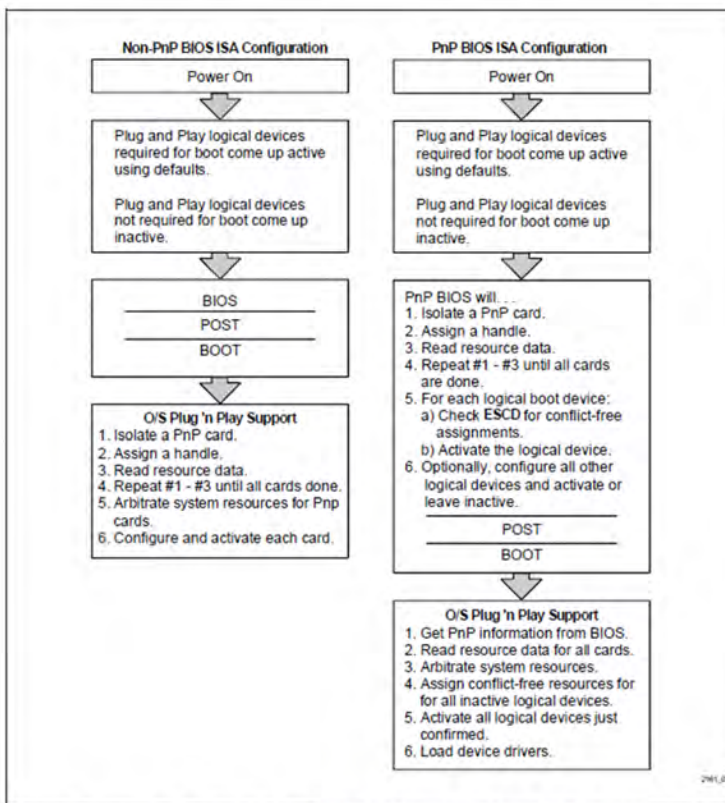 Non-PnP BIOS ISA Configuration
Power On
Plug and Play logical devices
required for boot come up active
using defaults.
Plug and Play logical devices
not required for boot come up
inactive.
BIOS
POST
BOOT
O/S Plug 'n Play Support
1. Isolate a PnP card.
2. Assign a handle.
3. Read resource data.
4. Repeat #1 - #3 until all cards done.
5. Arbitrate system resources for Pnp
cards.
6. Configure and activate each card.
PnP BIOS ISA Configuration
Power On
Plug and Play logical devices
required for boot come up active
using defaults.
Plug and Play logical devices
not required for boot come up
inactive.
PnP BIOS will. . .
1. Isolate a PnP card.
2. Assign a handle.
3. Read resource data.
4. Repeat #1 - #3 until all cards
are done.
5. For each logical boot device:
a) Check ESCD for conflict-free
assignments.
b) Activate the logical device.
6. Optionally, configure all other
logical devices and activate or
leave inactive.
POST
BOOT
O/S Plug 'n Play Support
1. Get PnP information from BIOS.
2. Read resource data for all cards.
3. Arbitrate system resources.
4. Assign conflict-free resources for
for all inactive logical devices.
5. Activate all logical devices just
confirmed.
6. Load device drivers.